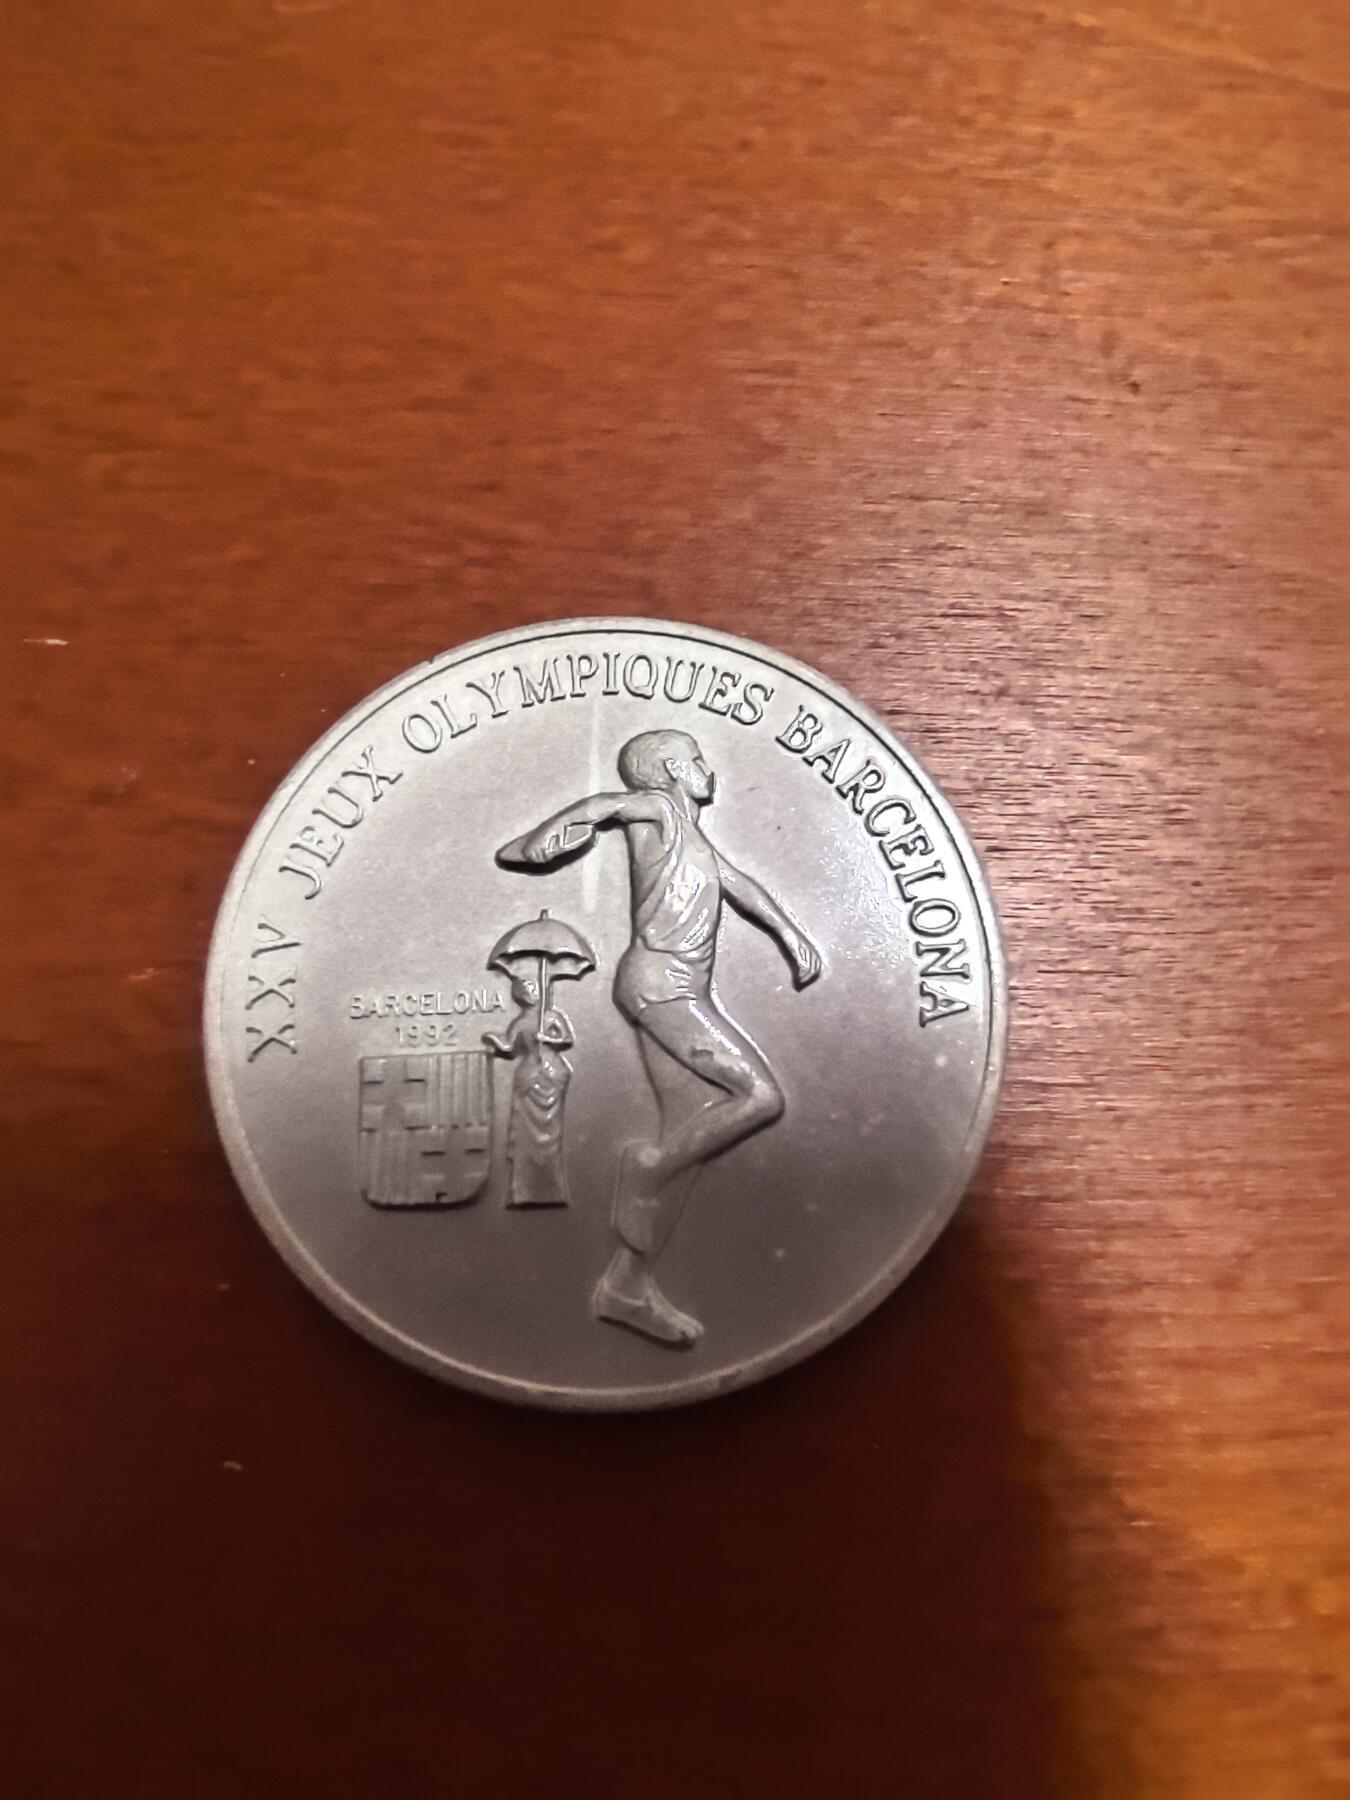 XXV JEUX OLYMPIQUES BARCELONA
BARCELONA
1992